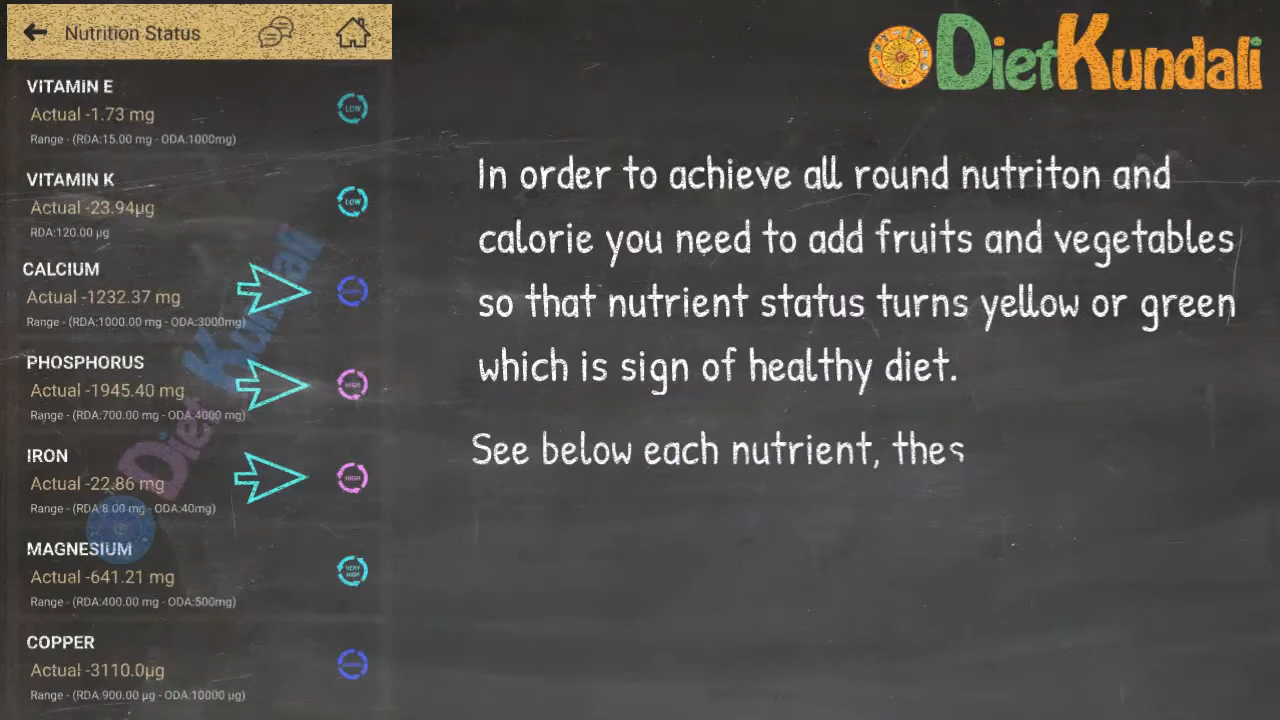 Nutrition Status
DietKundali
VITAMIN E
Actual -1.73 mg
LOW
Range - (RDA:15.00 mg - ODA:1000mg)
VITAMIN K
Actual -23.94µg
LOW
RDA:120.00 µg
CALCIUM
Actual -1232.37 mg
Range - (RDA:1000.00 mg - ODA:3000mg)
PHOSPHORUS
Actual -1945.40 mg
HIGH
Range - (RDA:700.00 mg - ODA:4000 mg)
IRON
Actual -22.86 mg
HIGH
Range - (RDA:8.00 mg - ODA:40mg)
MAGNESIUM
Actual -641.21 mg
VERY
HIGH
Range - (RDA:400.00 mg - ODA:500mg)
COPPER
Actual -3110.0µg
Range - (RDA:900.00 µg - ODA:10000 µg)
Diet Kundali
In order to achieve all round nutriton and
calorie you need to add fruits and vegetables
so that nutrient status turns yellow or green
which is sign of healthy diet.
See below each nutrient, thes